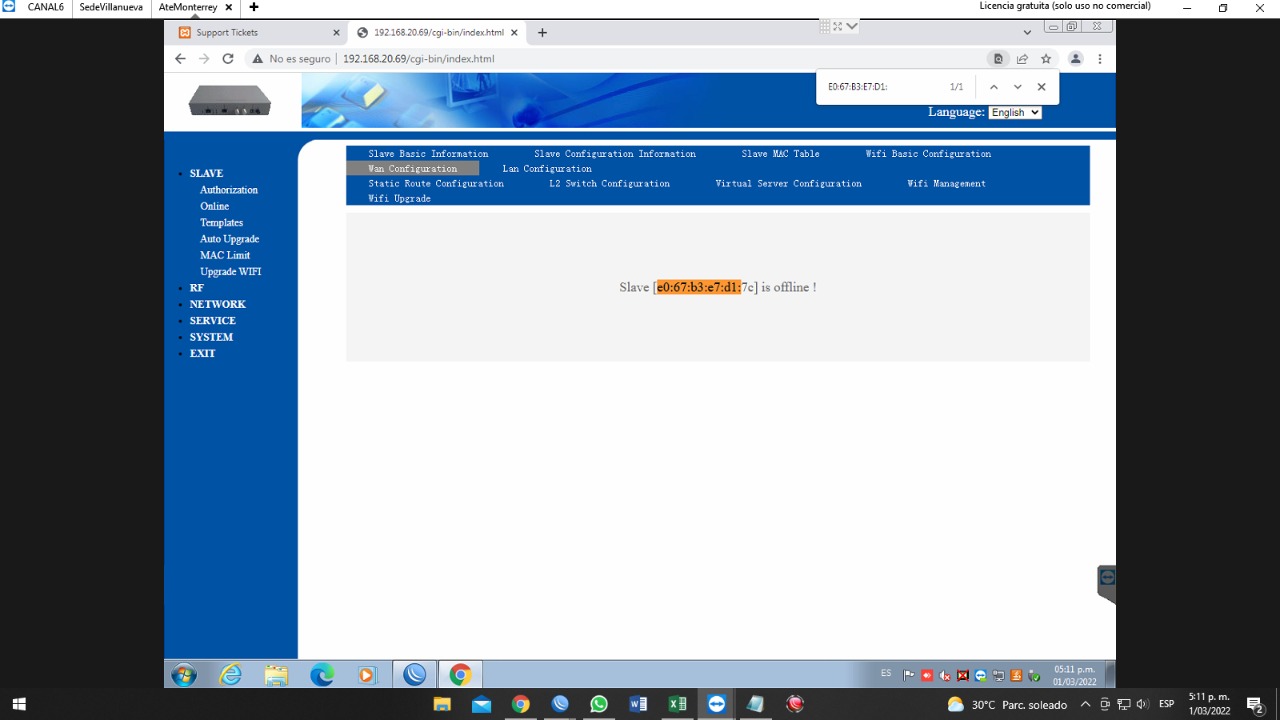 CANAL6 SedeVillanueva AteMonterrey Licencia gratuita (solo uso no comercial)
Support Tickets 192.168.20.69/cgi-bin/index.html
No es seguro 192.168.20.69/cgi-bin/index.html
E0:67:B3:E7:D1: 1/1
Language: English
Slave Basic Information Slave Configuration Information Slave MAC Table Wifi Basic Configuration
Wan Configuration Lan Configuration
Static Route Configuration L2 Switch Configuration Virtual Server Configuration Wifi Management
Wifi Upgrade
SLAVE
Authorization
Online
Templates
Auto Upgrade
MAC Limit
Upgrade WIFI
RF
NETWORK
SERVICE
SYSTEM
EXIT
Slave [e0:67:b3:e7:d1:7c] is offline !
ES 05:11 p.m.
01/03/2022
30°C Parc. soleado ESP 5:11 p. m.
1/03/2022
2